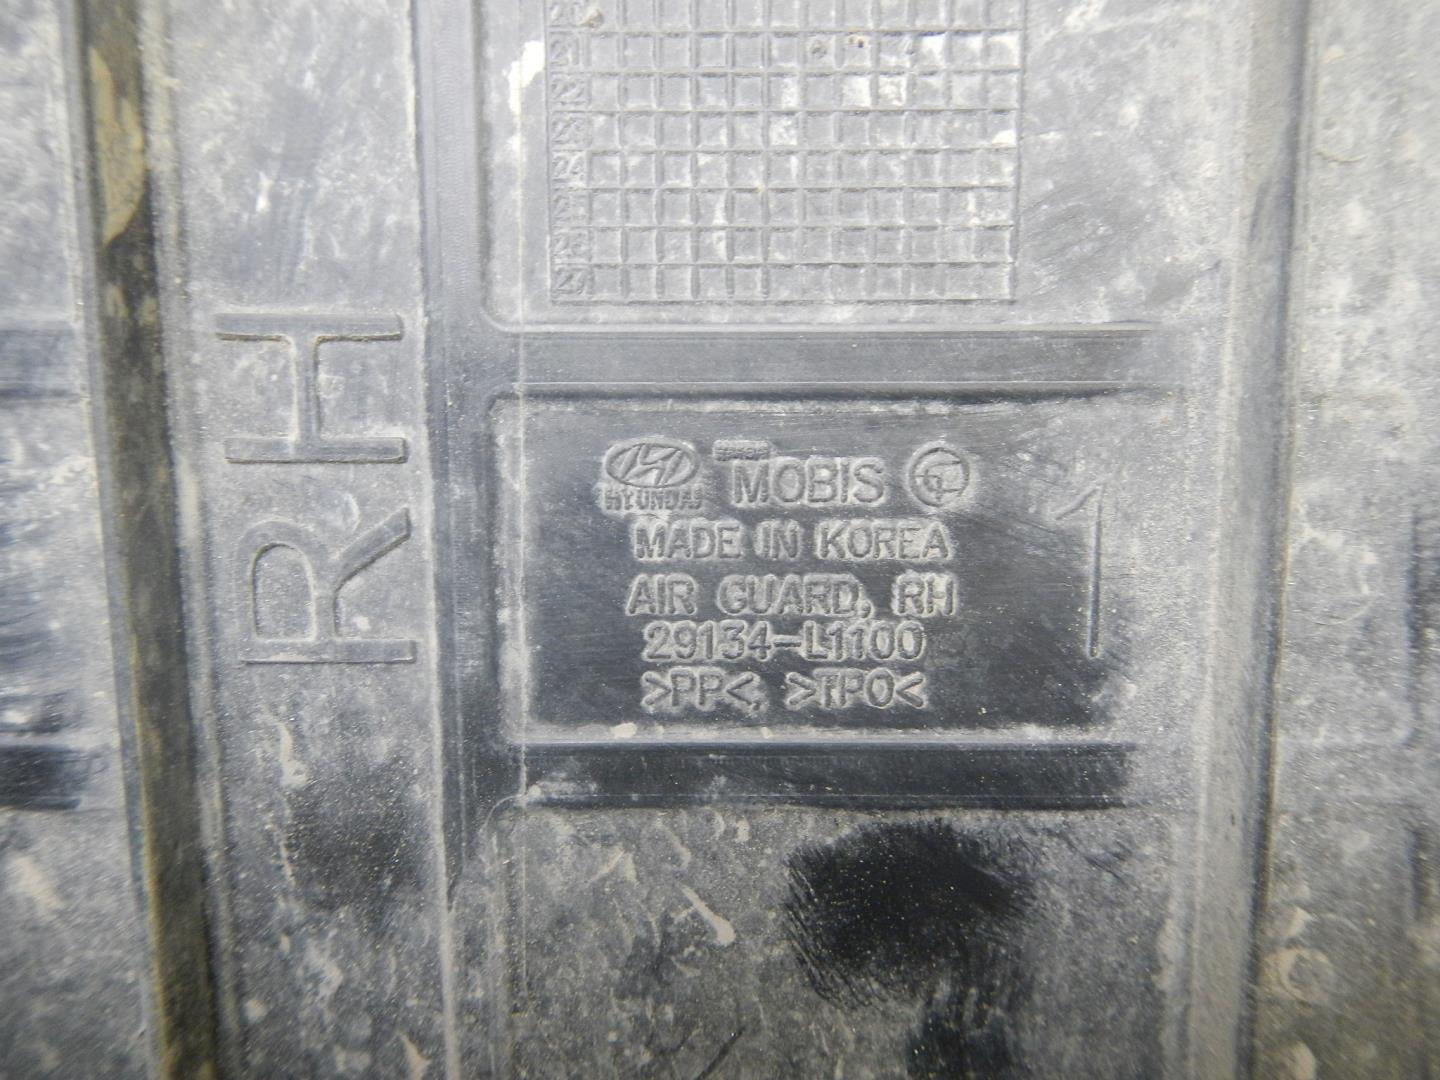 21
22
23
24
25
26
27
RH
HYUNDAI MOBIS
MADE IN KOREA
AIR GUARD, RH
29134-L1100
>PP<, >TPO<
1